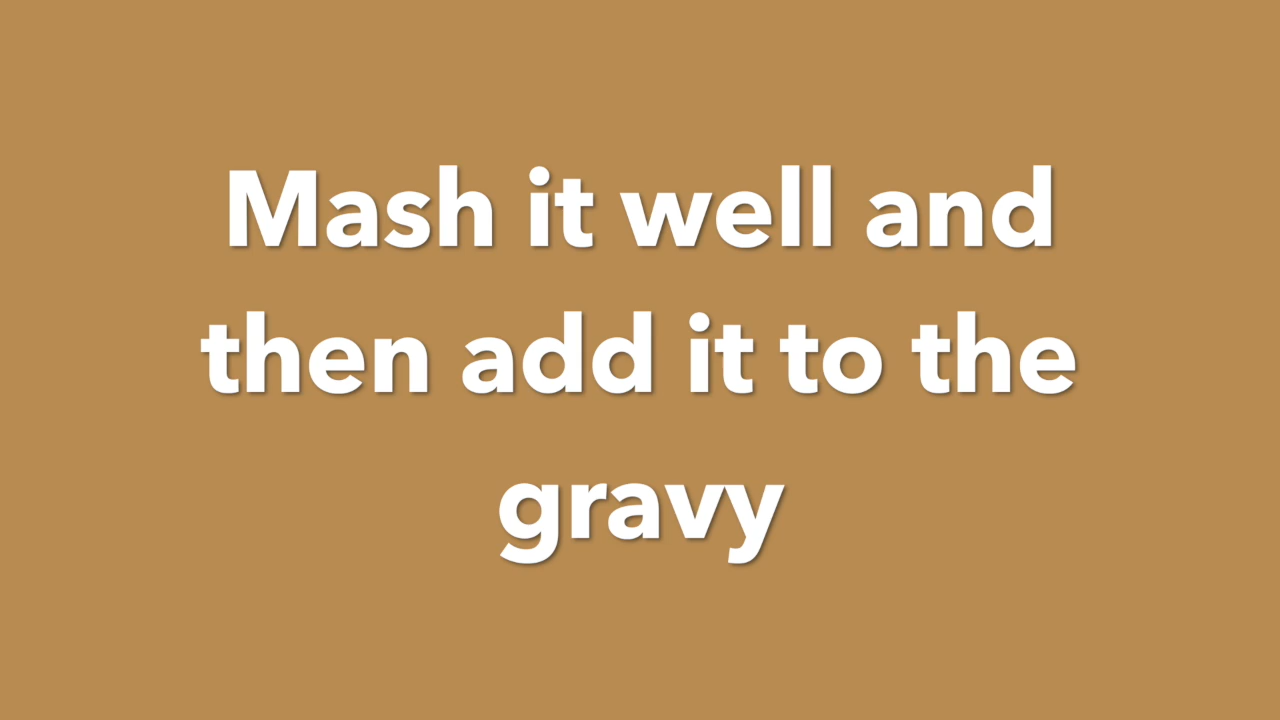 Mash it well and
then add it to the
gravy